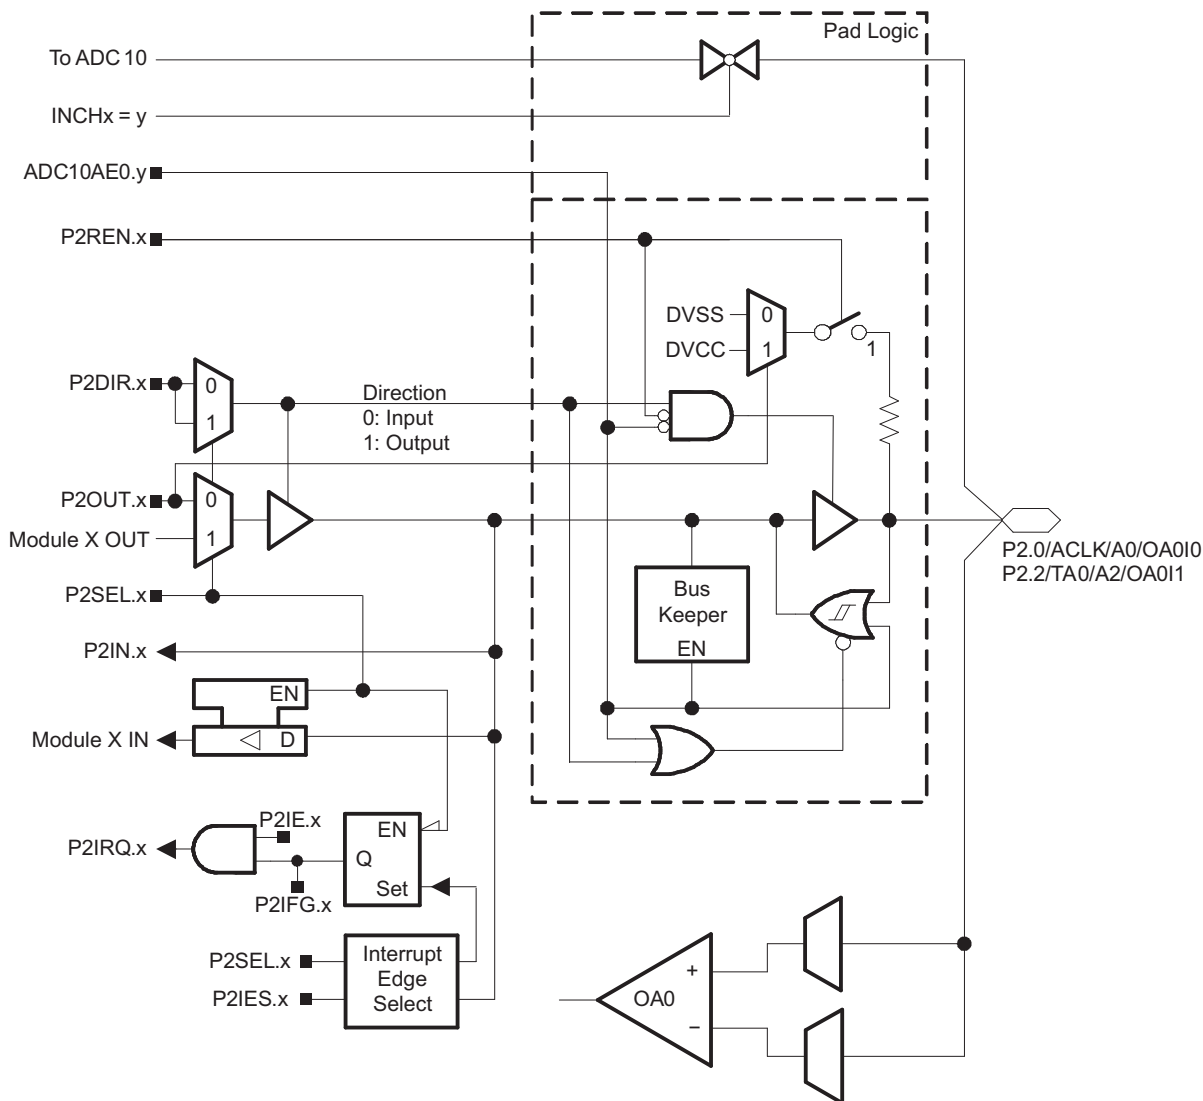 Pad Logic
To ADC 10
INCHx = y
ADC10AE0.y
P2REN.x
DVSS
0
DVCC
1
1
P2DIR.x
0
1
Direction
0: Input
1: Output
P2OUT.x
0
Module X OUT
1
P2SEL.x
P2.0/ACLK/A0/OA0I0
P2.2/TA0/A2/OA0I1
Bus
Keeper
EN
P2IN.x
EN
Module X IN
D
P2IE.x
EN
P2IRQ.x
Q
Set
P2IFG.x
P2SEL.x
P2IES.x
Interrupt
Edge
Select
+
OA0
−